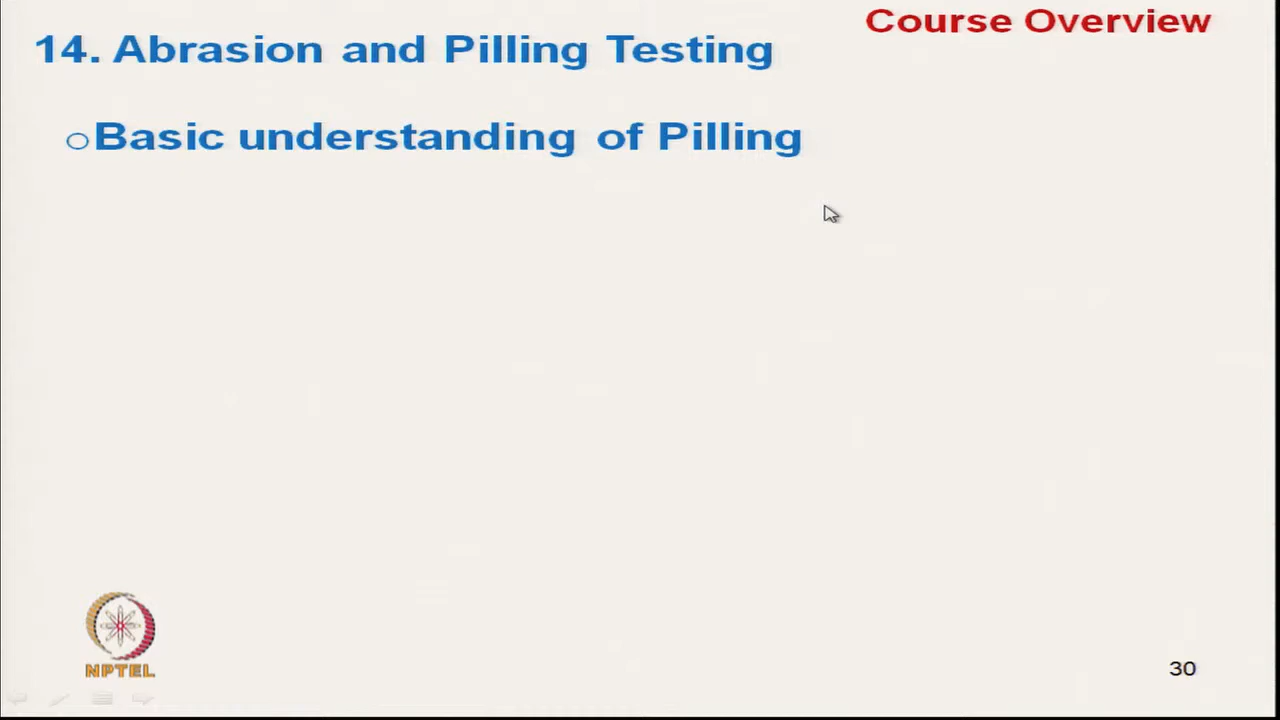 Course Overview
14. Abrasion and Pilling Testing
Basic understanding of Pilling
NPTEL
30